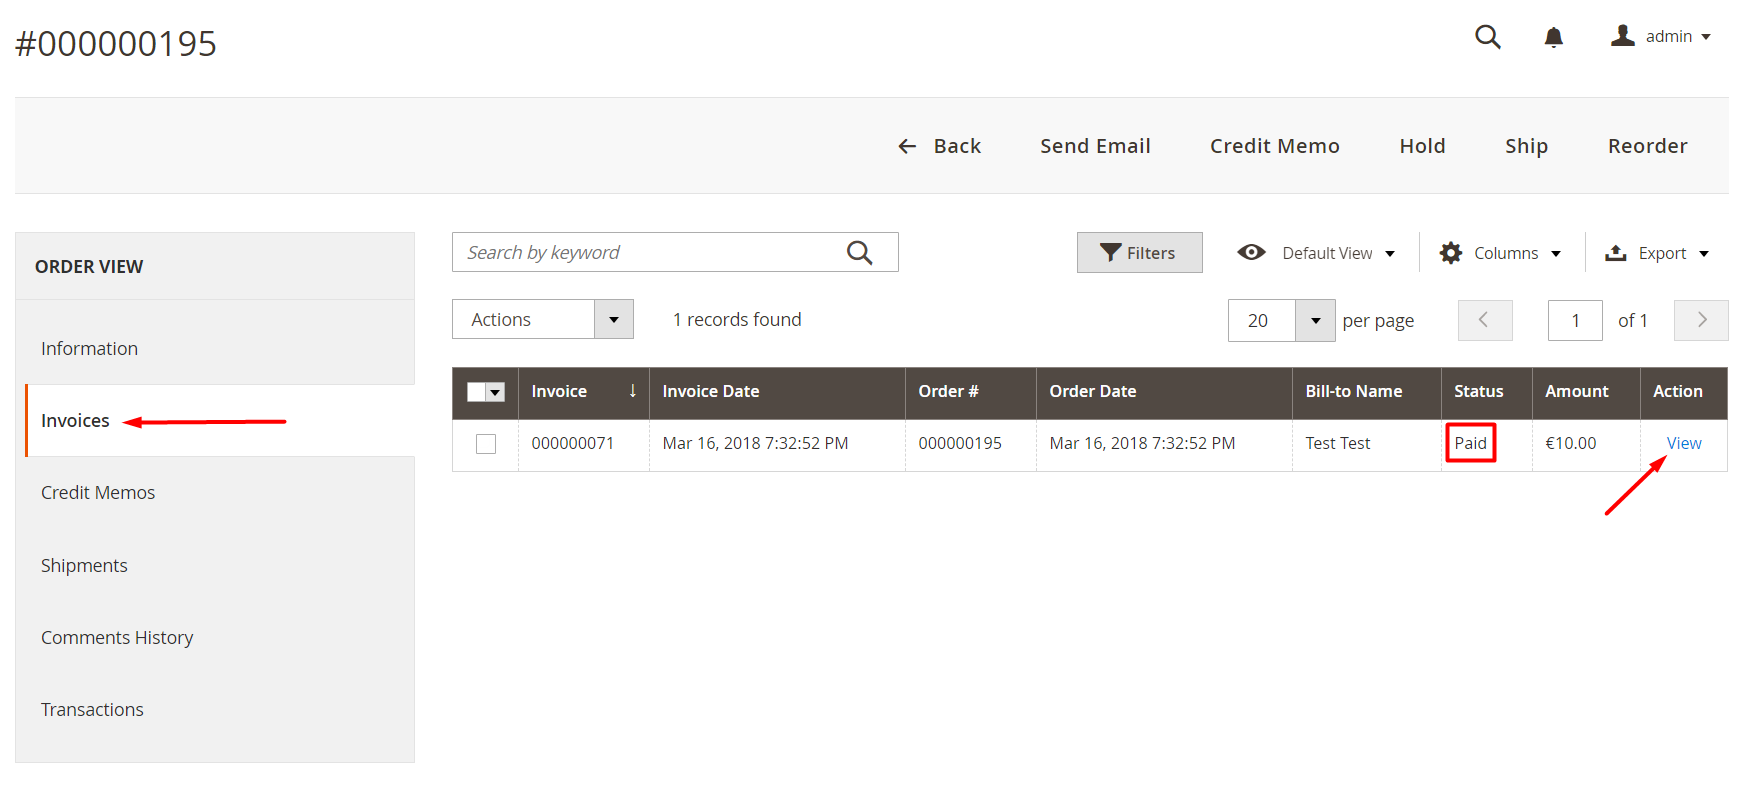 #000000195
admin
Back Send Email Credit Memo Hold Ship Reorder
ORDER VIEW
Information
Invoices
Credit Memos
Shipments
Comments History
Transactions
Search by keyword
Filters Default View Columns Export
Actions 1 records found 20 per page 1 of 1
Invoice ↓ Invoice Date Order # Order Date Bill-to Name Status Amount Action
000000071 Mar 16, 2018 7:32:52 PM 000000195 Mar 16, 2018 7:32:52 PM Test Test Paid €10.00 View